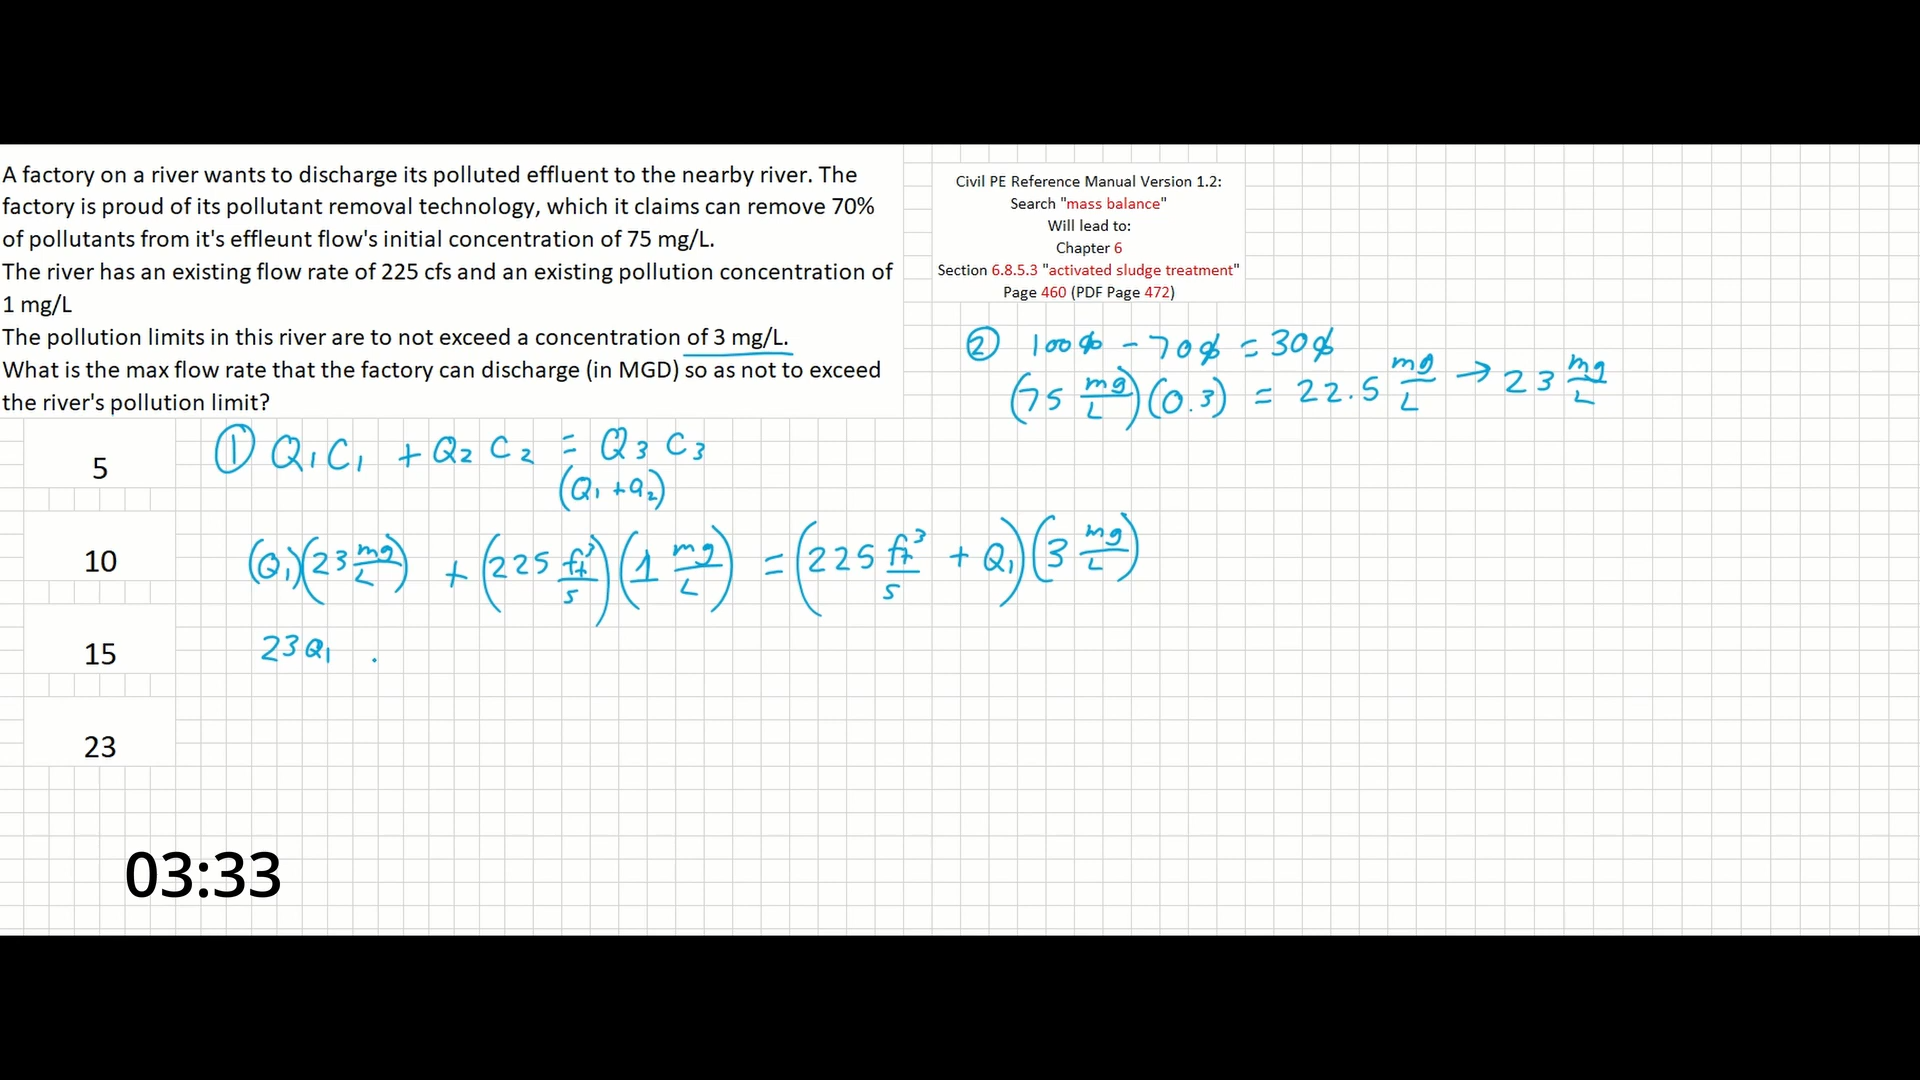 A factory on a river wants to discharge its polluted effluent to the nearby river. The
factory is proud of its pollutant removal technology, which it claims can remove 70%
of pollutants from it's effleunt flow's initial concentration of 75 mg/L.
The river has an existing flow rate of 225 cfs and an existing pollution concentration of
1 mg/L
The pollution limits in this river are to not exceed a concentration of 3 mg/L.
What is the max flow rate that the factory can discharge (in MGD) so as not to exceed
the river's pollution limit?
Civil PE Reference Manual Version 1.2:
Search "mass balance"
Will lead to:
Chapter 6
Section 6.8.5.3 "activated sludge treatment"
Page 460 (PDF Page 472)
② 100% - 70% = 30%
(75 mg/L)(0.3) = 22.5 mg/L → 23 mg/L
5
10
15
23
① Q₁C₁ + Q₂C₂ = Q₃C₃
(Q₁ + Q₂)
(Q₁)(23 mg/L) + (225 ft³/s)(1 mg/L) = (225 ft³/s + Q₁)(3 mg/L)
23Q₁
03:33